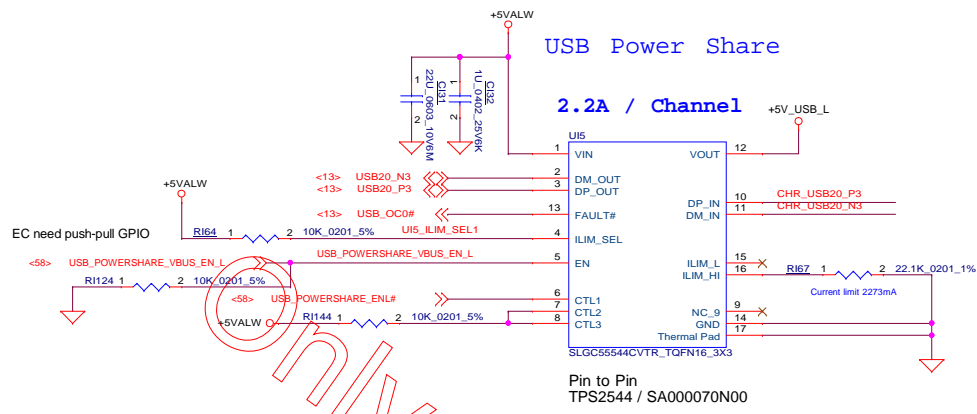 +5VALW
USB Power Share
1
2
CI31
22U_0603_10V6M
1
2
CI32
1U_0402_25V6K
2.2A / Channel
+5V_USB_L
UI5
1 VIN VOUT 12
<13> USB20_N3 2 DM_OUT
<13> USB20_P3 3 DP_OUT
DP_IN 10 CHR_USB20_P3
DM_IN 11 CHR_USB20_N3
<13> USB_OC0# 13 FAULT#
+5VALW
EC need push-pull GPIO
RI64 1 2 10K_0201_5% UI5_ILIM_SEL1 4 ILIM_SEL
<58> USB_POWERSHARE_VBUS_EN_L USB_POWERSHARE_VBUS_EN_L 5 EN
ILIM_L 15
ILIM_HI 16 RI67 1 2 22.1K_0201_1%
Current limit 2273mA
RI124 1 2 10K_0201_5%
<58> USB_POWERSHARE_ENL# 6 CTL1
7 CTL2
+5VALW RI144 1 2 10K_0201_5% 8 CTL3
NC_9 9
GND 14
Thermal Pad 17
SLGC55544CVTR_TQFN16_3X3
Pin to Pin
TPS2544 / SA000070N00